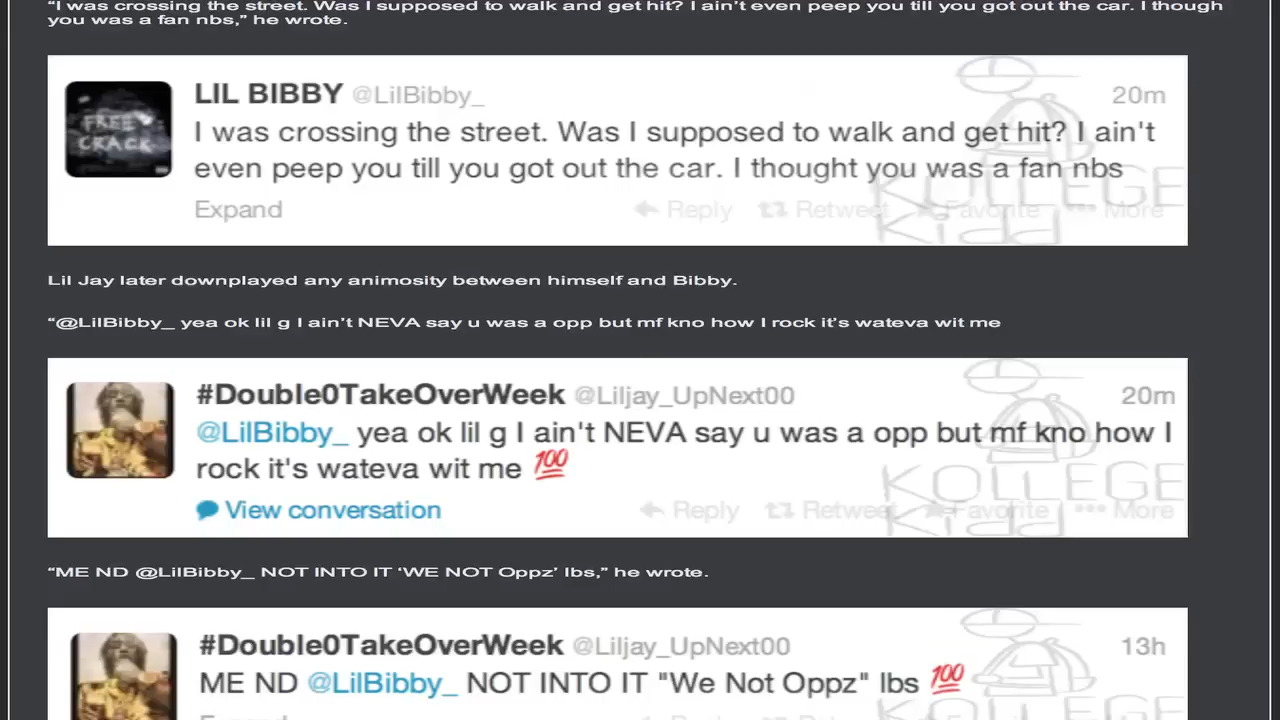 “I was crossing the street. Was I supposed to walk and get hit? I ain’t even peep you till you got out the car. I though
you was a fan nbs,” he wrote.
FREE
CRACK
LIL BIBBY @LilBibby_ 20m
I was crossing the street. Was I supposed to walk and get hit? I ain't
even peep you till you got out the car. I thought you was a fan nbs
Expand Reply Retweet Favorite More
KOLLEGE
Kidd
Lil Jay later downplayed any animosity between himself and Bibby.
“@LilBibby_ yea ok lil g I ain’t NEVA say u was a opp but mf kno how I rock it’s wateva wit me
#Double0TakeOverWeek @Liljay_UpNext00 20m
@LilBibby_ yea ok lil g I ain't NEVA say u was a opp but mf kno how I
rock it's wateva wit me 💯
View conversation Reply Retweet Favorite More
KOLLEGE
Kidd
“ME ND @LilBibby_ NOT INTO IT ‘WE NOT Oppz’ lbs,” he wrote.
#Double0TakeOverWeek @Liljay_UpNext00 13h
ME ND @LilBibby_ NOT INTO IT "We Not Oppz" lbs 💯
KOLLEGE